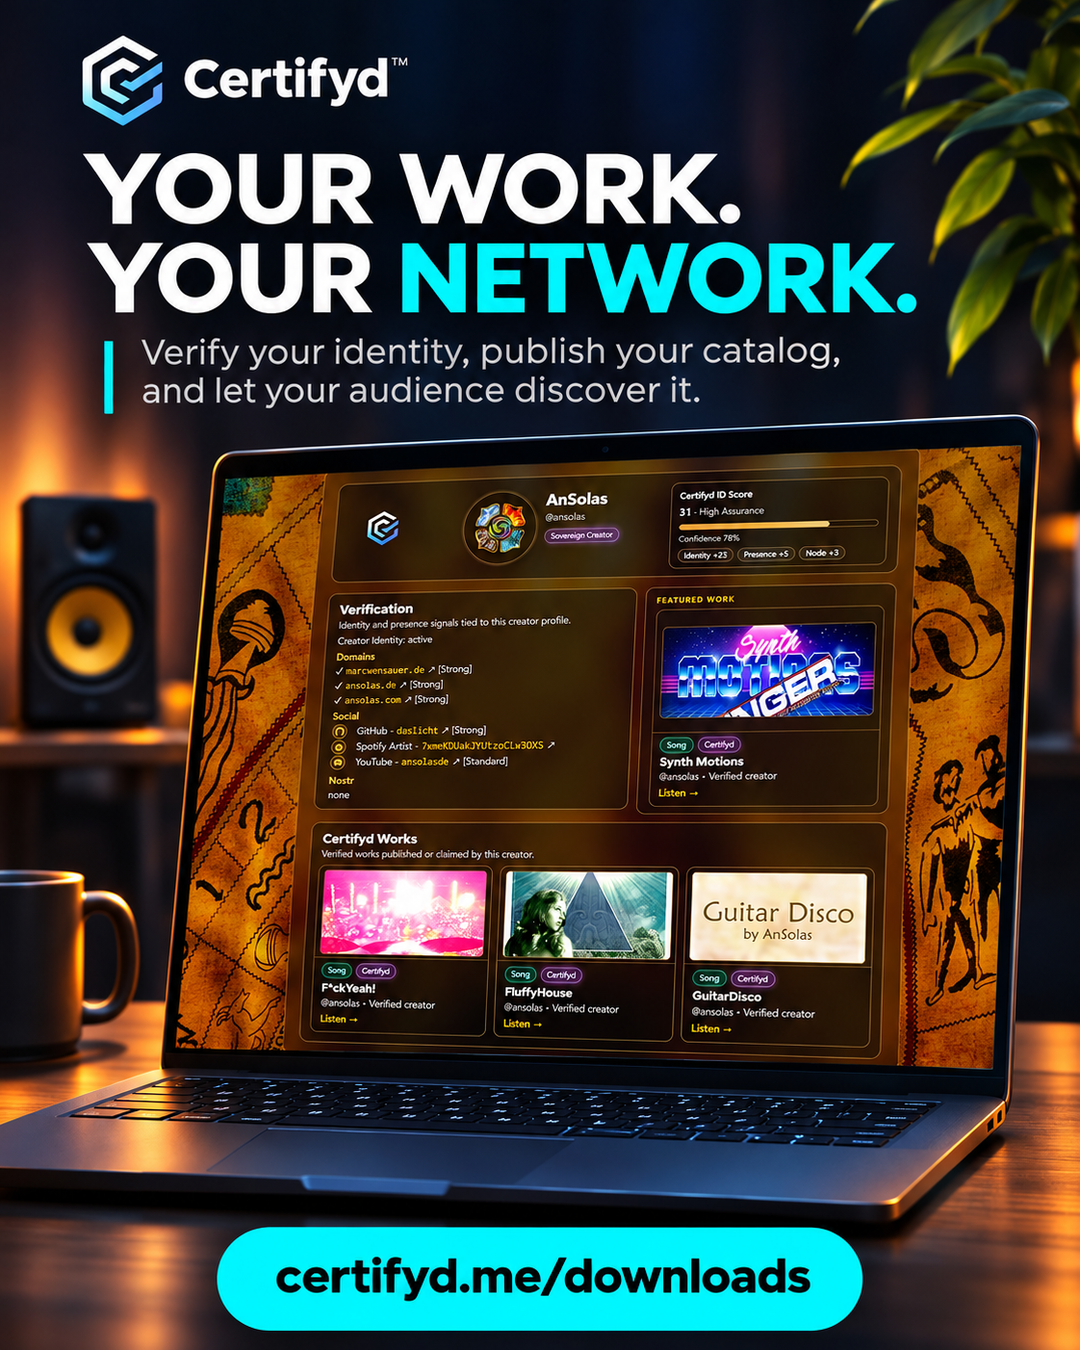 Certifyd™
YOUR WORK.
YOUR NETWORK.
Verify your identity, publish your catalog,
and let your audience discover it.
AnSolas
@ansolas
Sovereign Creator
Certifyd ID Score
31 - High Assurance
Confidence 78%
Identity +23 Presence +5 Node +3
Verification
Identity and presence signals tied to this creator profile.
Creator Identity: active
Domains
✓ marcwensauer.de ↗ [Strong]
✓ ansolas.de ↗ [Strong]
✓ ansolas.com ↗ [Strong]
Social
GitHub - daslicht ↗ [Strong]
Spotify Artist - 7xmeKDUakJYUtzoCLw3OXS ↗
YouTube - ansolasde ↗ [Standard]
Nostr
none
FEATURED WORK
Synth
MOTIONS
Song Certifyd
Synth Motions
@ansolas • Verified creator
Listen →
Certifyd Works
Verified works published or claimed by this creator.
Song Certifyd
F*ckYeah!
@ansolas • Verified creator
Listen →
Song Certifyd
FluffyHouse
@ansolas • Verified creator
Listen →
Guitar Disco
by AnSolas
Song Certifyd
GuitarDisco
@ansolas • Verified creator
Listen →
certifyd.me/downloads